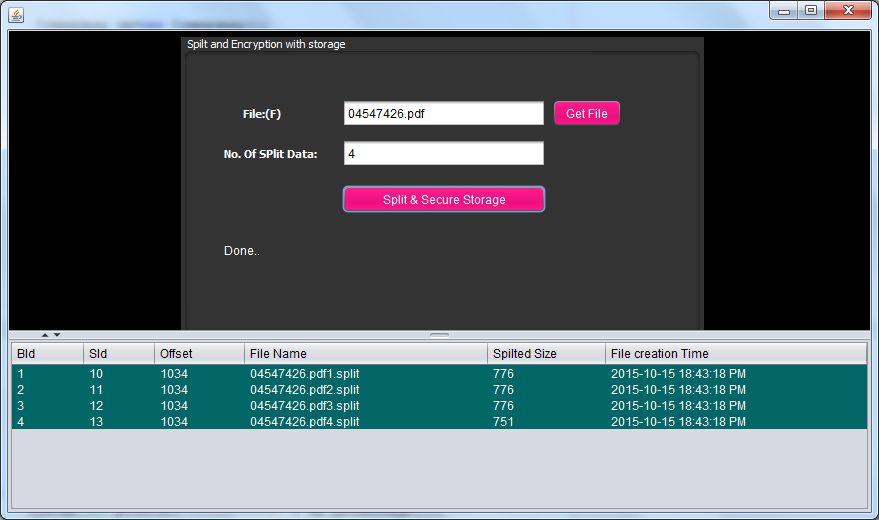 Spilt and Encryption with storage
File:(F) 04547426.pdf Get File
No. Of SPlit Data: 4
Split & Secure Storage
Done..
BId SId Offset File Name Spilted Size File creation Time
1 10 1034 04547426.pdf1.split 776 2015-10-15 18:43:18 PM
2 11 1034 04547426.pdf2.split 776 2015-10-15 18:43:18 PM
3 12 1034 04547426.pdf3.split 776 2015-10-15 18:43:18 PM
4 13 1034 04547426.pdf4.split 751 2015-10-15 18:43:18 PM